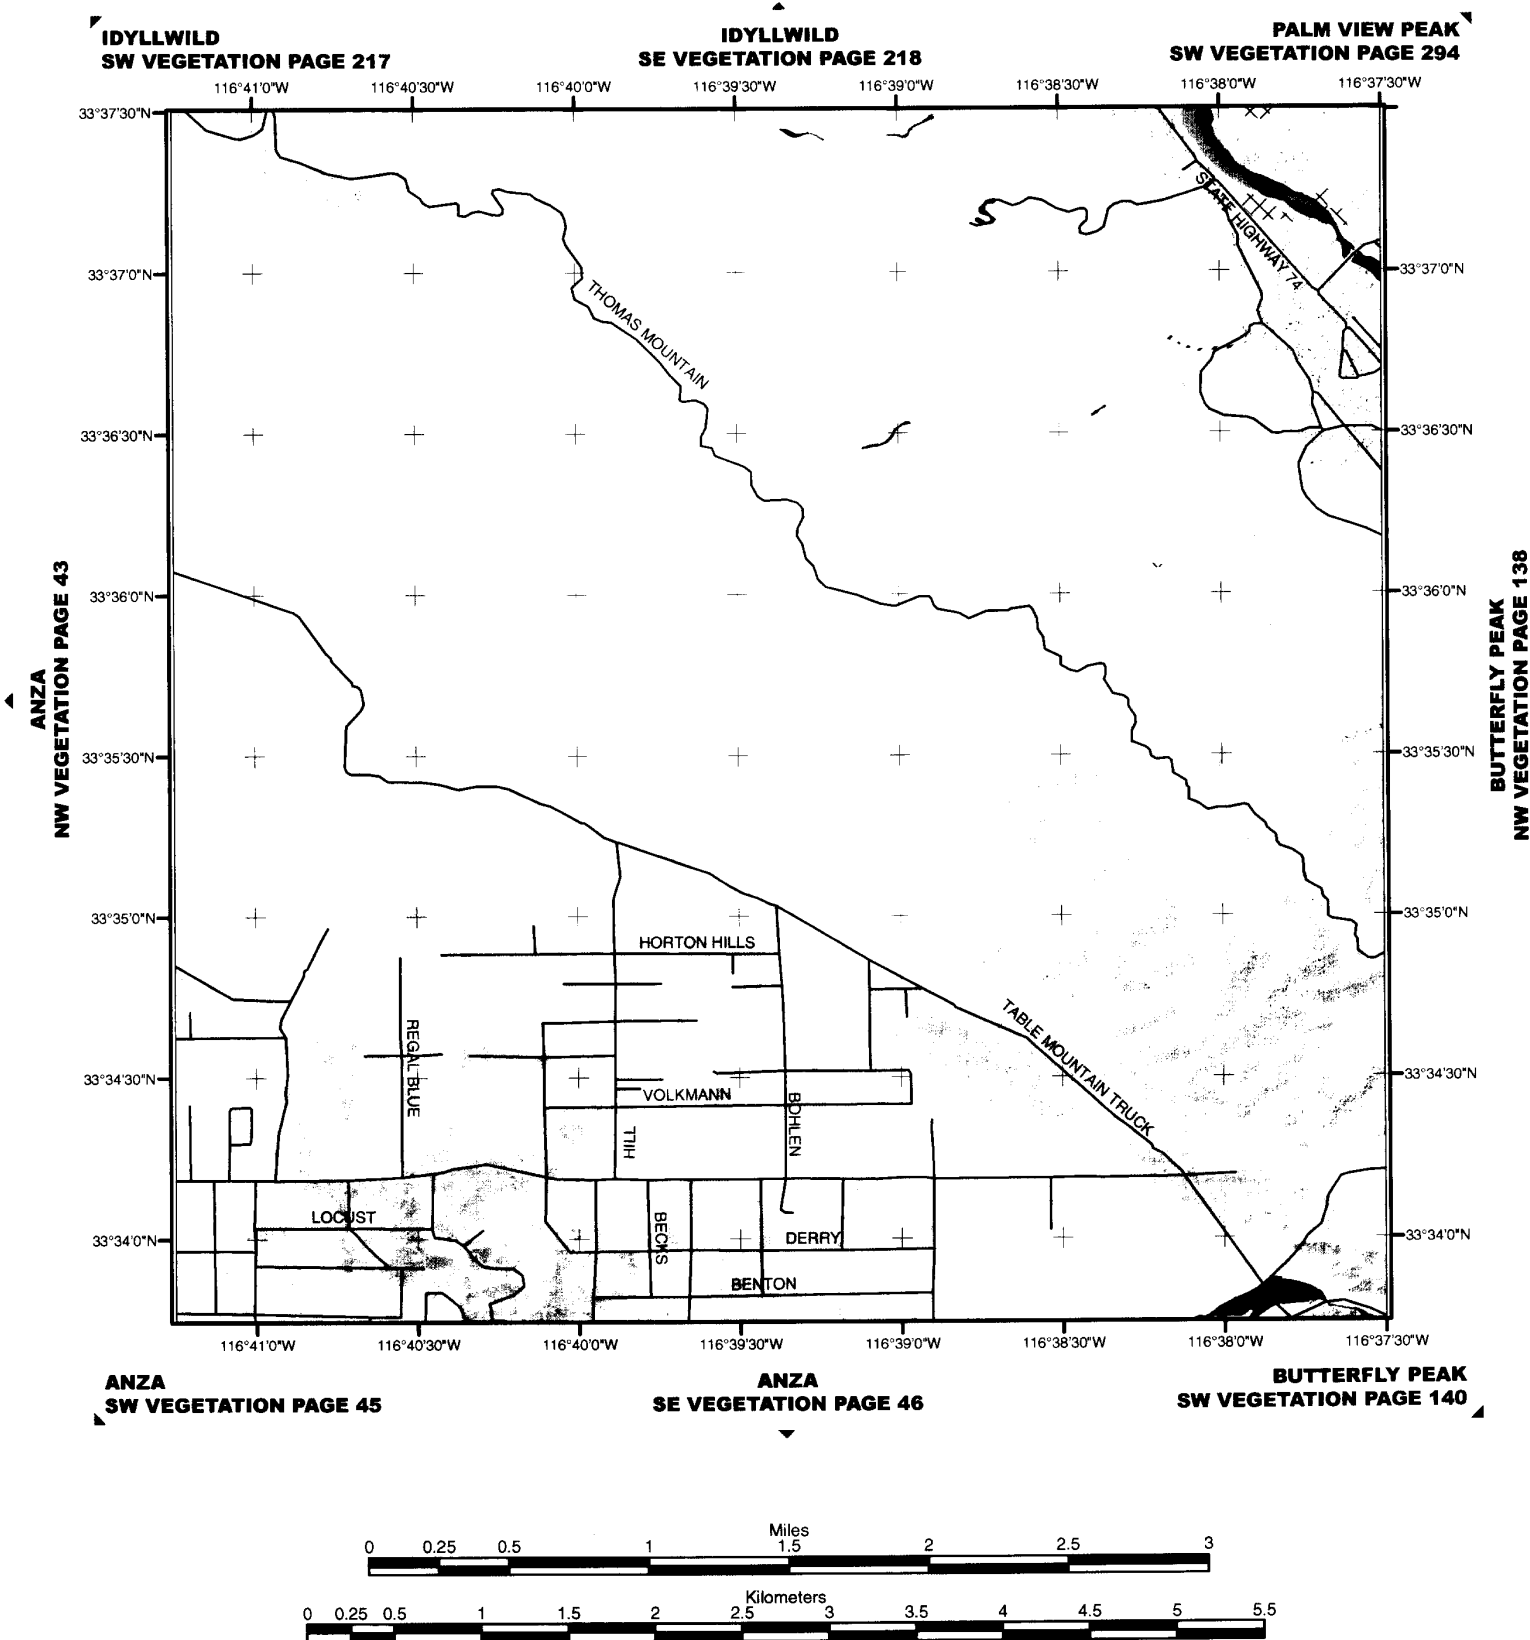 IDYLLWILD
SW VEGETATION PAGE 217
IDYLLWILD
SE VEGETATION PAGE 218
PALM VIEW PEAK
SW VEGETATION PAGE 294
116°41'0"W
116°40'30"W
116°40'0"W
116°39'30"W
116°39'0"W
116°38'30"W
116°38'0"W
116°37'30"W
33°37'30"N
STATE HIGHWAY 74
33°37'0"N
33°37'0"N
THOMAS MOUNTAIN
33°36'30"N
33°36'30"N
33°36'0"N
33°36'0"N
ANZA
NW VEGETATION PAGE 43
BUTTERFLY PEAK
NW VEGETATION PAGE 138
33°35'30"N
33°35'30"N
33°35'0"N
33°35'0"N
HORTON HILLS
TABLE MOUNTAIN TRUCK
REGAL BLUE
33°34'30"N
33°34'30"N
VOLKMANN
BOHLEN
HILL
LOCUST
BECKS
DERRY
33°34'0"N
33°34'0"N
BENTON
116°41'0"W
116°40'30"W
116°40'0"W
116°39'30"W
116°39'0"W
116°38'30"W
116°38'0"W
116°37'30"W
ANZA
SW VEGETATION PAGE 45
ANZA
SE VEGETATION PAGE 46
BUTTERFLY PEAK
SW VEGETATION PAGE 140
Miles
0 0.25 0.5 1 1.5 2 2.5 3
Kilometers
0 0.25 0.5 1 1.5 2 2.5 3 3.5 4 4.5 5 5.5